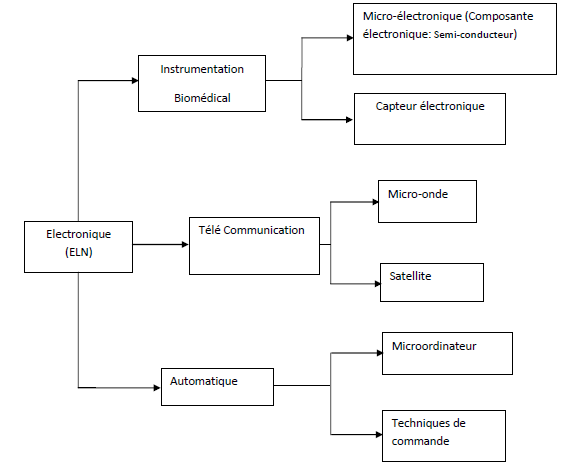 Micro-électronique (Composante
électronique: Semi-conducteur)
Instrumentation
Biomédical
Capteur électronique
Micro-onde
Electronique
(ELN)
Télé Communication
Satellite
Microordinateur
Automatique
Techniques de
commande